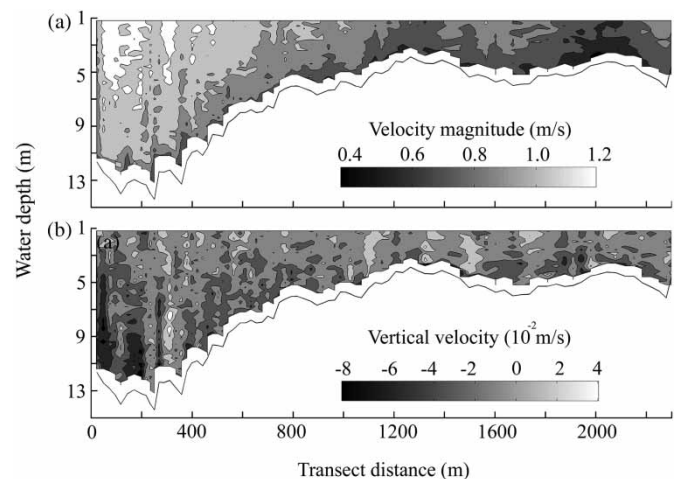 (a)
1
5
9
13
Velocity magnitude (m/s)
0.4 0.6 0.8 1.0 1.2
Water depth (m)
(b)
(a)
1
5
9
13
Vertical velocity (10⁻² m/s)
-8 -6 -4 -2 0 2 4
0 400 800 1200 1600 2000
Transect distance (m)